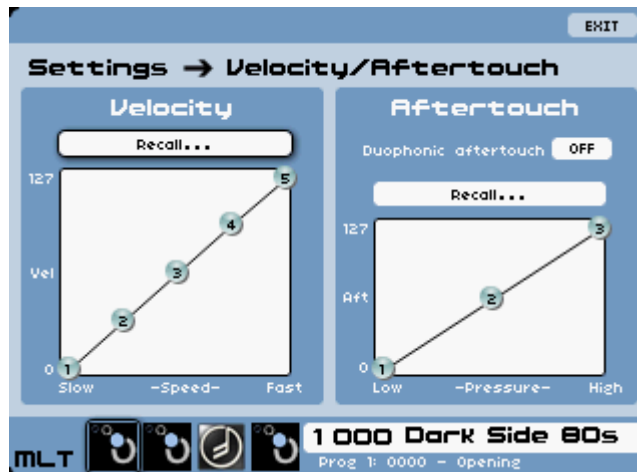 EXIT
Settings → Velocity/Aftertouch
Velocity
Recall...
127
5
4
Vel
3
2
0
1
Slow
-Speed-
Fast
Aftertouch
Duophonic aftertouch OFF
Recall...
127
3
Aft
2
0
1
Low
-Pressure-
High
MLT
1 000 Dark Side 80s
Prog 1: 0000 - Opening